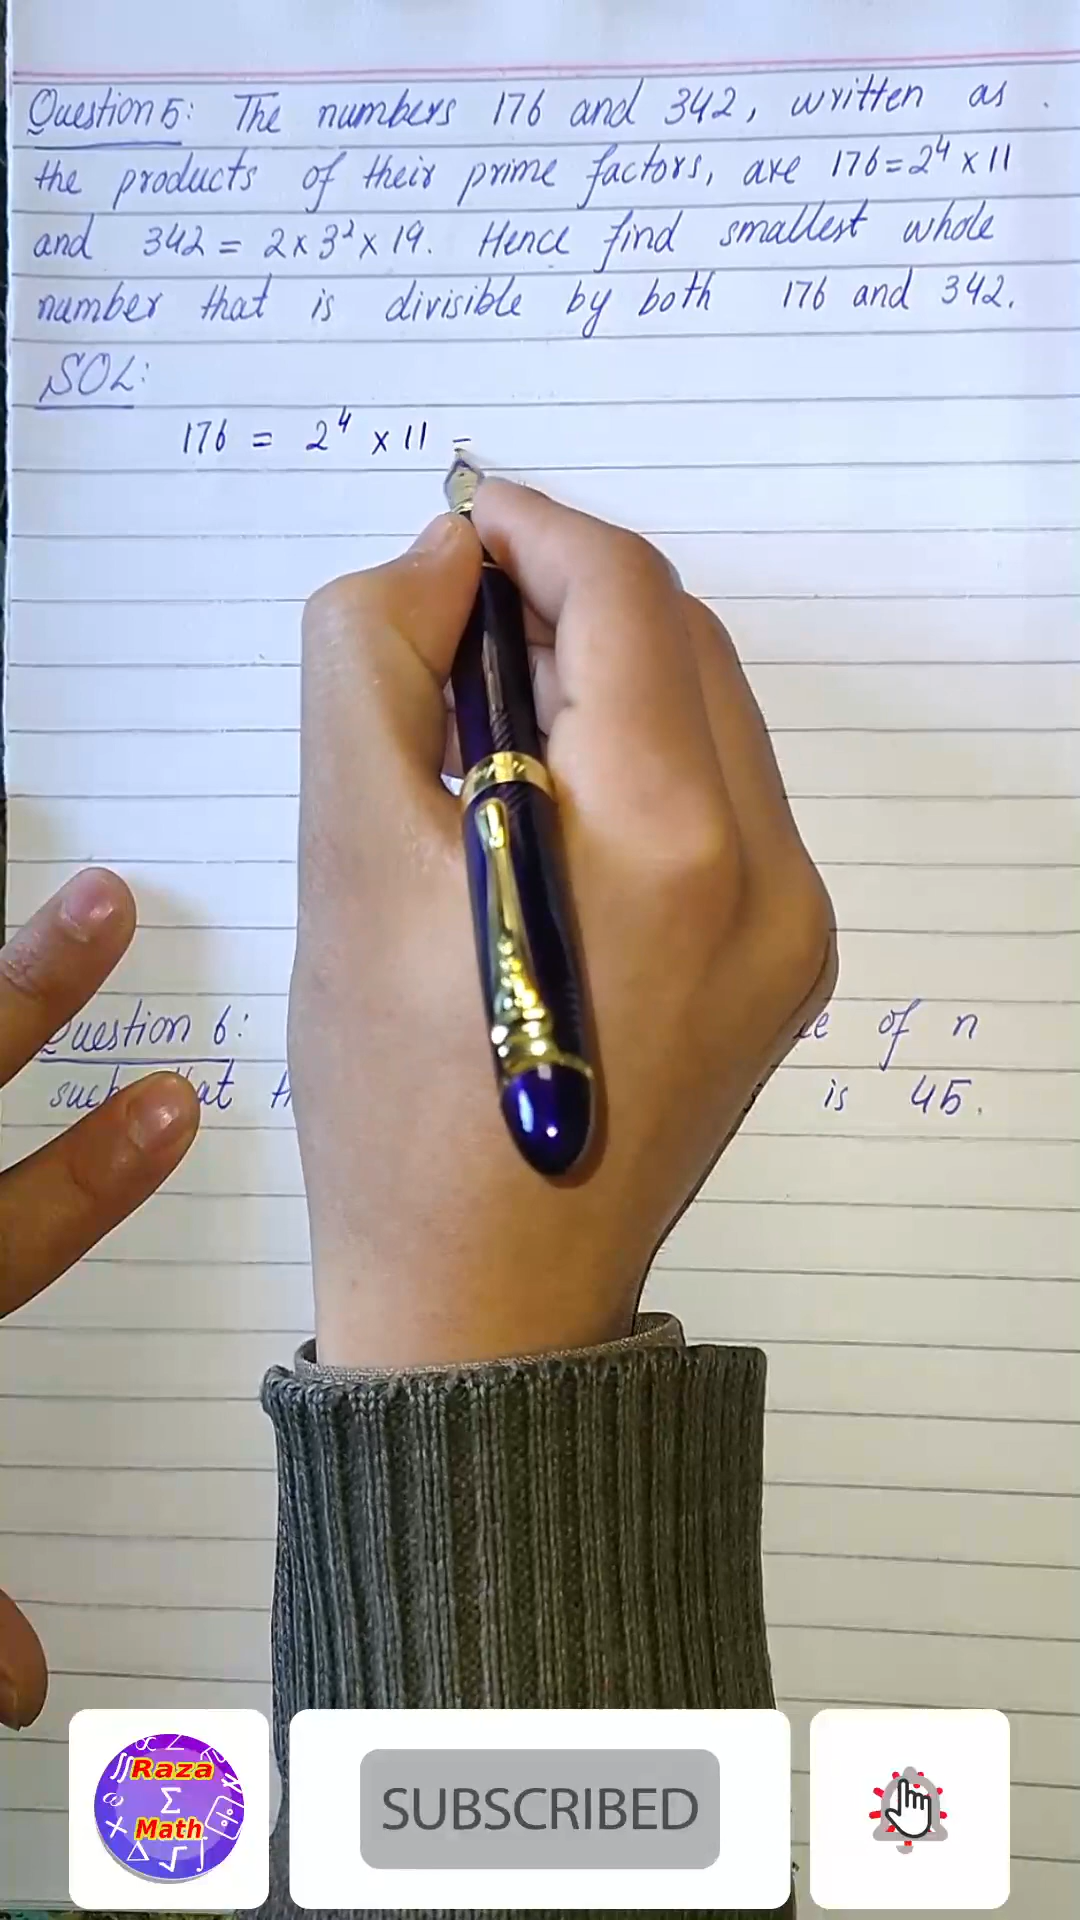 Question 5: The numbers 176 and 342, written as
the products of their prime factors, are 176=2⁴×11
and 342 = 2×3²×19. Hence find smallest whole
number that is divisible by both 176 and 342.
SOL:
176 = 2⁴ × 11 =
Question 6: of n
such that is 45.
Raza
Σ
Math
SUBSCRIBED